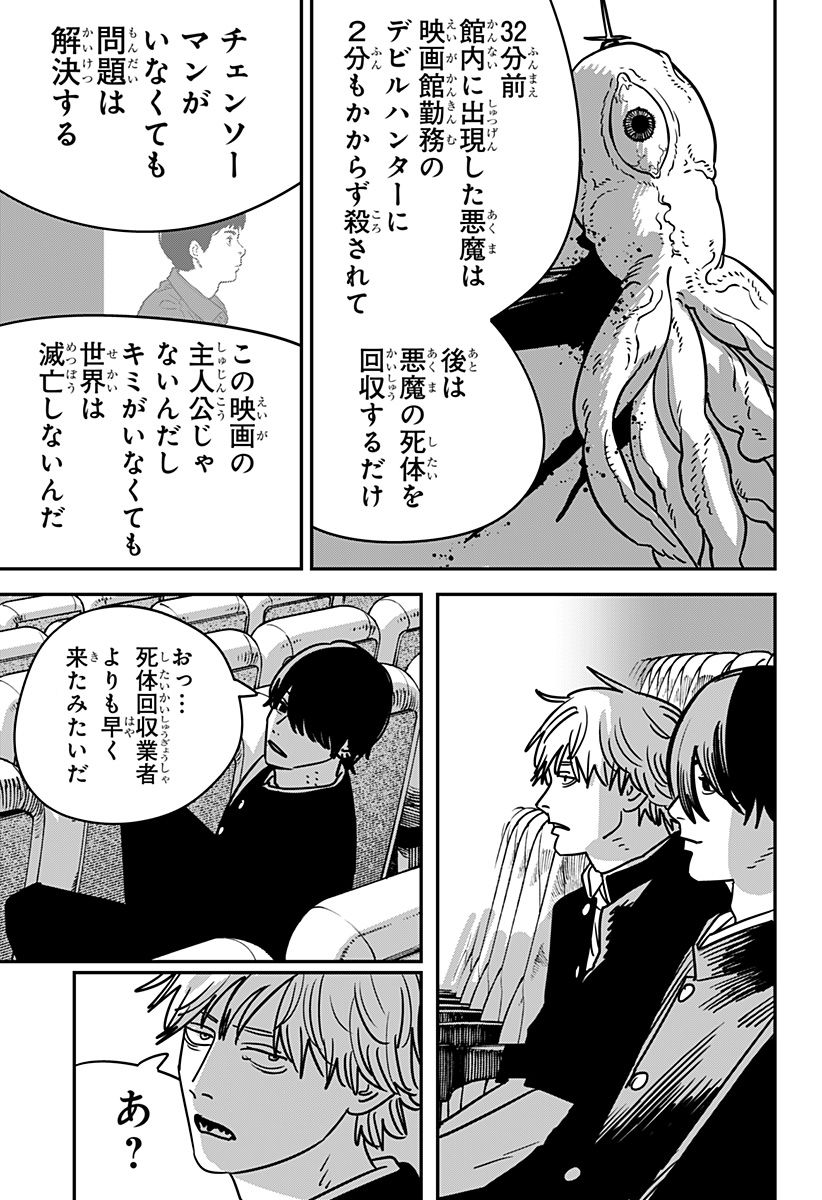 32分前
館内に出現した悪魔は
映画館勤務の
デビルハンターに
２分もかからず殺されて
後は
悪魔の死体を
回収するだけ
チェンソー
マンが
いなくても
問題は
解決する
この映画の
主人公じゃ
ないんだし
キミがいなくても
世界は
滅亡しないんだ
おっ…
死体回収業者
よりも早く
来たみたいだ
あ？